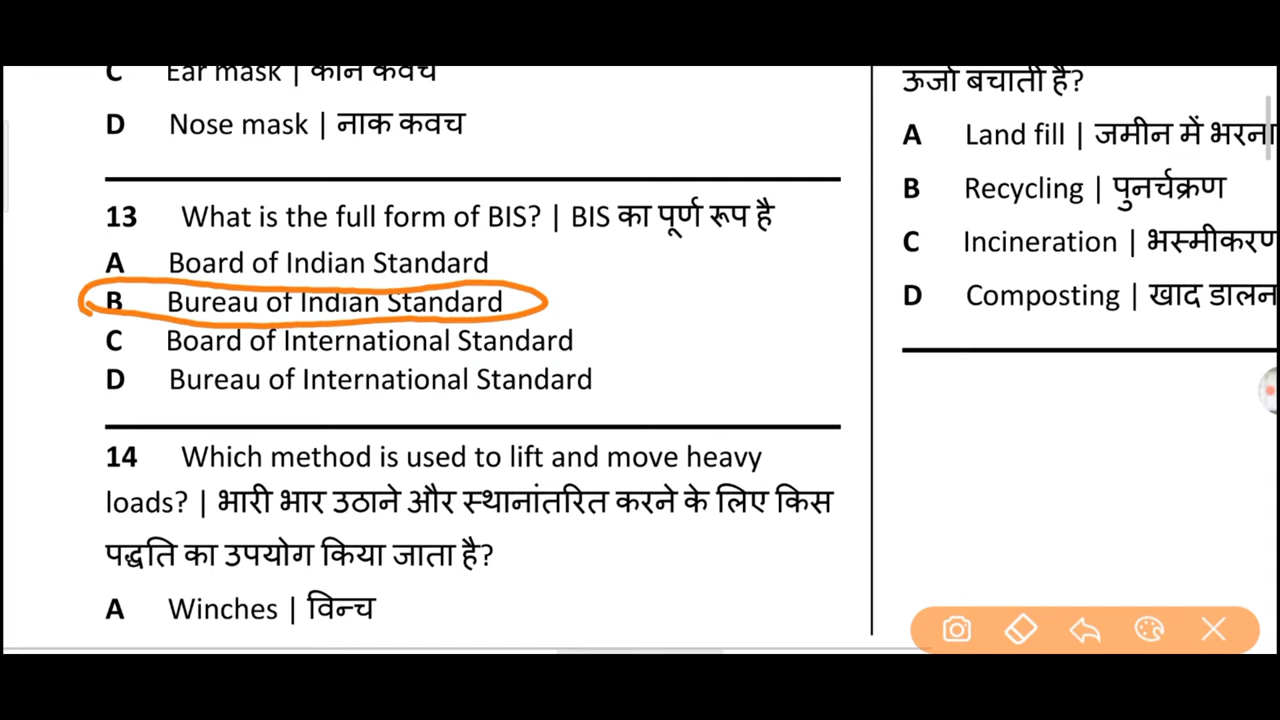 C Ear mask | कान कवच
D Nose mask | नाक कवच
13 What is the full form of BIS? | BIS का पूर्ण रूप है
A Board of Indian Standard
B Bureau of Indian Standard
C Board of International Standard
D Bureau of International Standard
14 Which method is used to lift and move heavy
loads? | भारी भार उठाने और स्थानांतरित करने के लिए किस
पद्धति का उपयोग किया जाता है?
A Winches | विन्च
ऊर्जा बचाती है?
A Land fill | जमीन में भरना
B Recycling | पुनर्चक्रण
C Incineration | भस्मीकरण
D Composting | खाद डालन